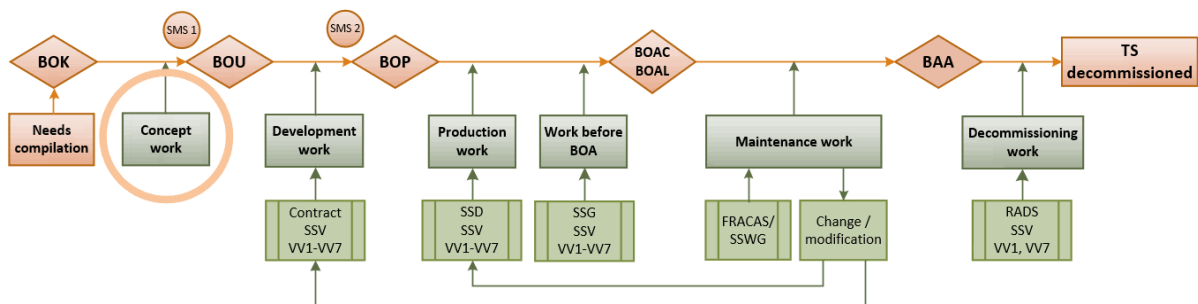 SMS 1
SMS 2
BOK
BOU
BOP
BOAC
BOAL
BAA
TS
decommissioned
Needs
compilation
Concept
work
Development
work
Production
work
Work before
BOA
Maintenance work
Decommissioning
work
Contract
SSV
VV1-VV7
SSD
SSV
VV1-VV7
SSG
SSV
VV1-VV7
FRACAS/
SSWG
Change /
modification
RADS
SSV
VV1, VV7